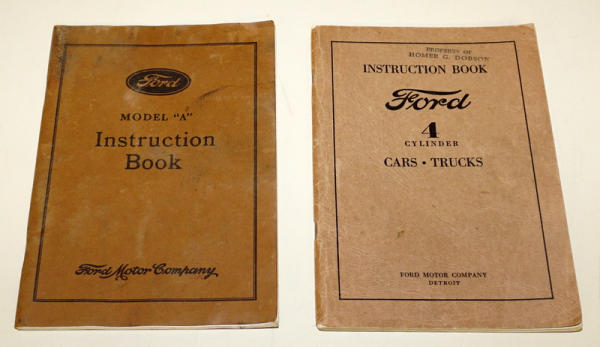 Ford
MODEL "A"
Instruction
Book
Ford Motor Company
PROPERTY OF
HOMER G. DOBSON
INSTRUCTION BOOK
Ford
4
CYLINDER
CARS • TRUCKS
FORD MOTOR COMPANY
DETROIT